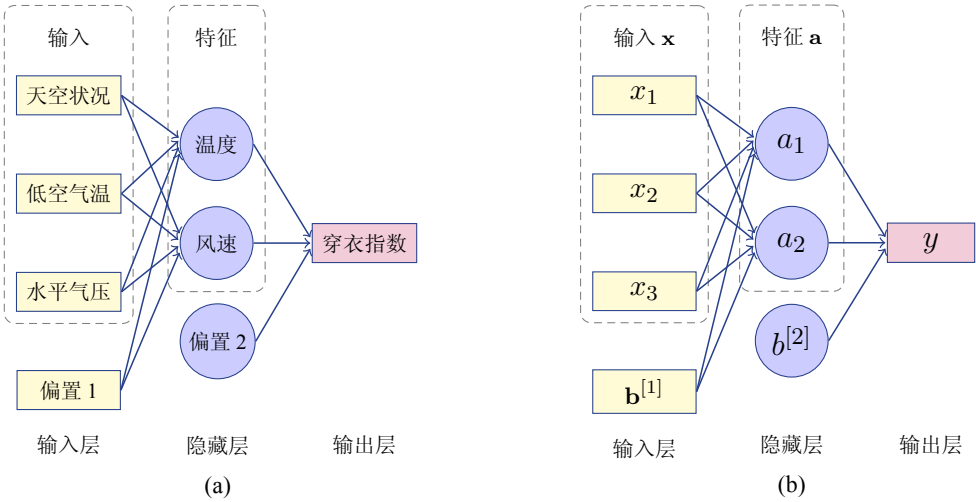 输入
特征
天空状况
温度
低空气温
风速
穿衣指数
水平气压
偏置 2
偏置 1
输入层
隐藏层
输出层
(a)
输入 x
特征 a
x₁
a₁
x₂
a₂
y
x₃
b^[2]
b^[1]
输入层
隐藏层
输出层
(b)